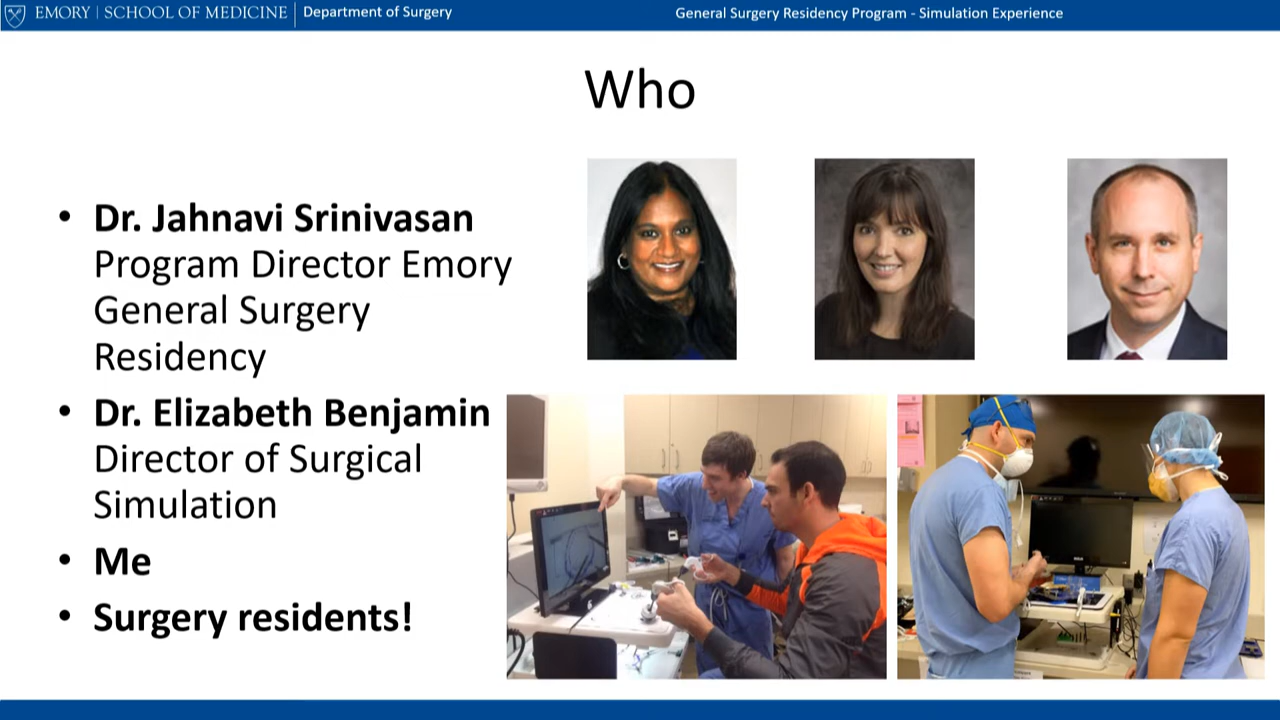 EMORY | SCHOOL OF MEDICINE | Department of Surgery
General Surgery Residency Program - Simulation Experience
Who
• Dr. Jahnavi Srinivasan
Program Director Emory
General Surgery
Residency
• Dr. Elizabeth Benjamin
Director of Surgical
Simulation
• Me
• Surgery residents!